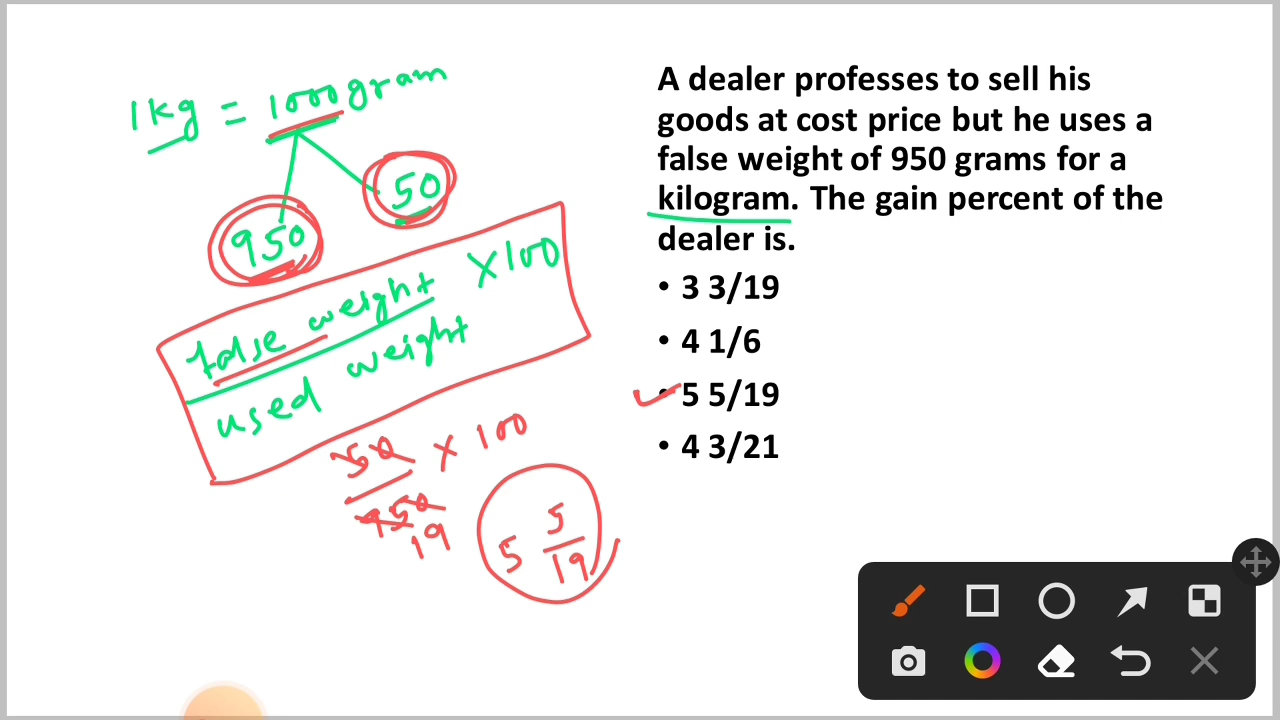 1kg = 1000gram
950
50
false weight X100
used weight
50 X 100
950
19
5 5
19
A dealer professes to sell his
goods at cost price but he uses a
false weight of 950 grams for a
kilogram. The gain percent of the
dealer is.
• 3 3/19
• 4 1/6
• 5 5/19
• 4 3/21